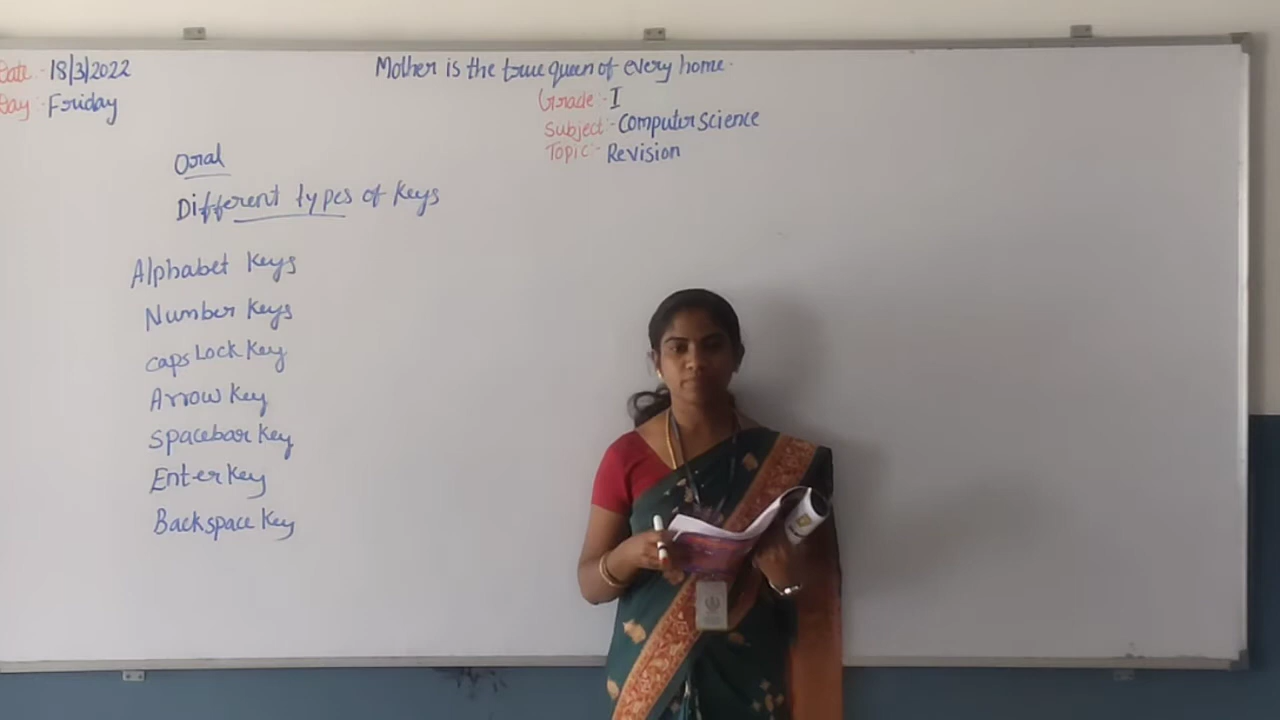 Date :- 18/3/2022
Day :- Friday
Mother is the true queen of every home.
Grade :- I
Subject :- Computer science
Topic :- Revision
Oral
Different types of Keys
Alphabet Keys
Number Keys
Caps Lock Key
Arrow Key
Spacebar Key
Enter Key
Backspace Key